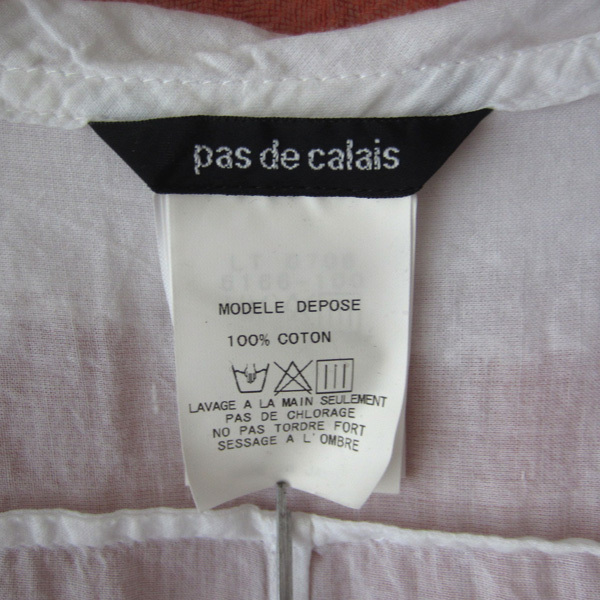 pas de calais
MODELE DEPOSE
100% COTON
LAVAGE A LA MAIN SEULEMENT
PAS DE CHLORAGE
NO PAS TORDRE FORT
SESSAGE A L'OMBRE